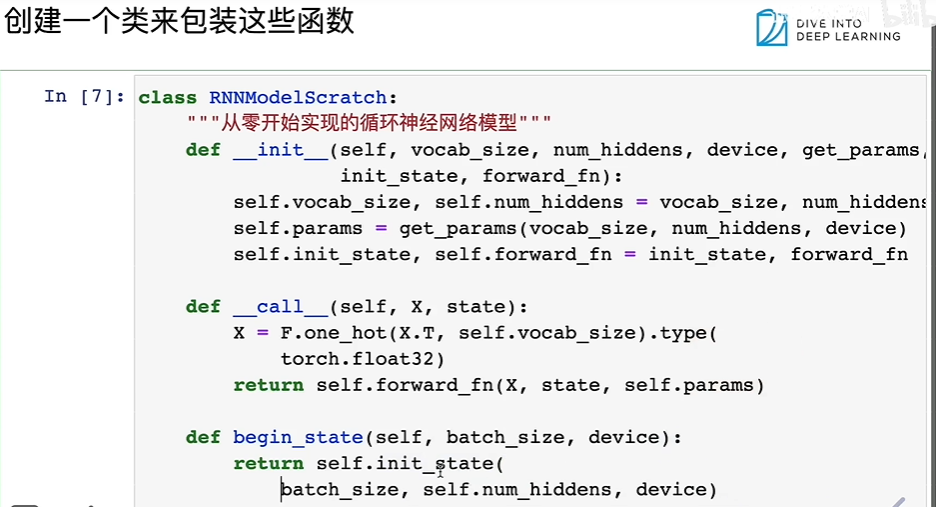 创建一个类来包装这些函数
DIVE INTO
DEEP LEARNING
In [7]:
class RNNModelScratch:
    """从零开始实现的循环神经网络模型"""
    def __init__(self, vocab_size, num_hiddens, device, get_params,
                 init_state, forward_fn):
        self.vocab_size, self.num_hiddens = vocab_size, num_hiddens
        self.params = get_params(vocab_size, num_hiddens, device)
        self.init_state, self.forward_fn = init_state, forward_fn
    def __call__(self, X, state):
        X = F.one_hot(X.T, self.vocab_size).type(
            torch.float32)
        return self.forward_fn(X, state, self.params)
    def begin_state(self, batch_size, device):
        return self.init_state(
            batch_size, self.num_hiddens, device)